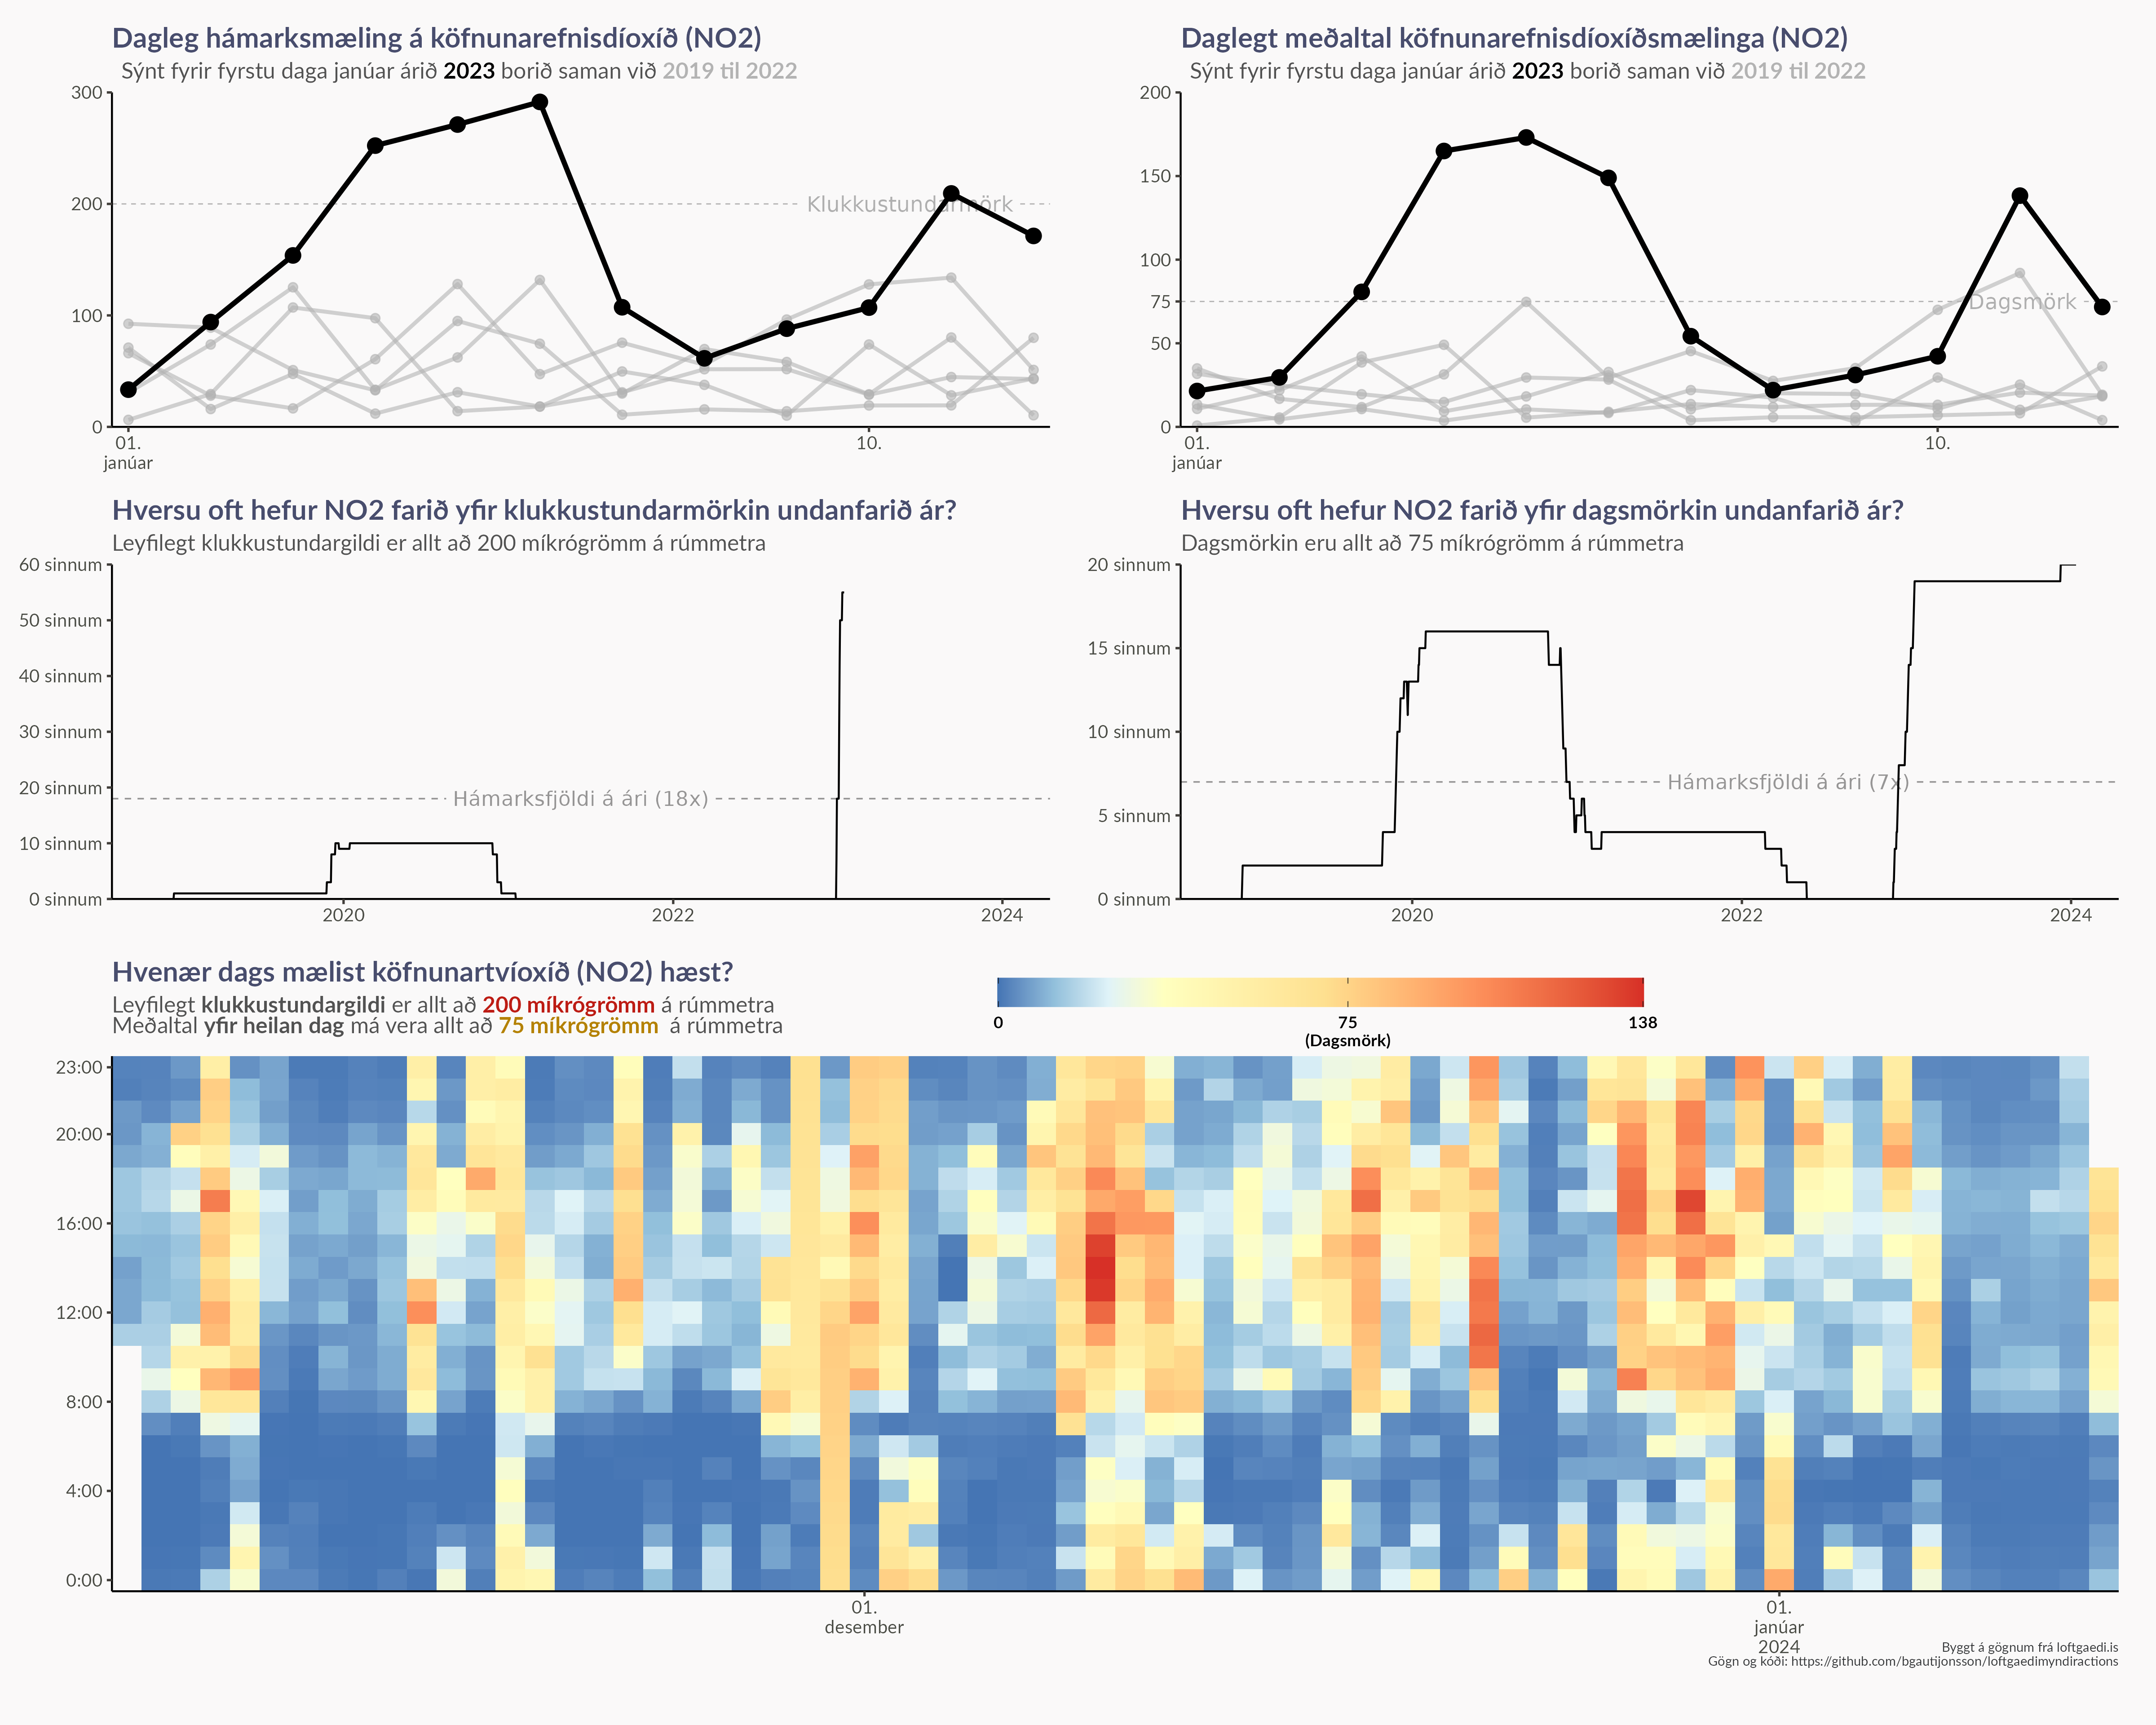 Dagleg hámarksmæling á köfnunarefnisdíoxíð (NO2)
Sýnt fyrir fyrstu daga janúar árið 2023 borið saman við 2019 til 2022
300
200
100
0
Klukkustundarmörk
01.
janúar
10.
Daglegt meðaltal köfnunarefnisdíoxíðsmælinga (NO2)
Sýnt fyrir fyrstu daga janúar árið 2023 borið saman við 2019 til 2022
200
150
100
75
50
0
Dagsmörk
01.
janúar
10.
Hversu oft hefur NO2 farið yfir klukkustundarmörkin undanfarið ár?
Leyfilegt klukkustundargildi er allt að 200 míkrógrömm á rúmmetra
60 sinnum
50 sinnum
40 sinnum
30 sinnum
20 sinnum
10 sinnum
0 sinnum
Hámarksfjöldi á ári (18x)
2020
2022
2024
Hversu oft hefur NO2 farið yfir dagsmörkin undanfarið ár?
Dagsmörkin eru allt að 75 míkrógrömm á rúmmetra
20 sinnum
15 sinnum
10 sinnum
5 sinnum
0 sinnum
Hámarksfjöldi á ári (7x)
2020
2022
2024
Hvenær dags mælist köfnunartvíoxíð (NO2) hæst?
Leyfilegt klukkustundargildi er allt að 200 míkrógrömm á rúmmetra
Meðaltal yfir heilan dag má vera allt að 75 míkrógrömm á rúmmetra
0
75
(Dagsmörk)
138
23:00
20:00
16:00
12:00
8:00
4:00
0:00
01.
desember
01.
janúar
2024
Byggt á gögnum frá loftgaedi.is
Gögn og kóði: https://github.com/bgautijonsson/loftgaedimyndiractions